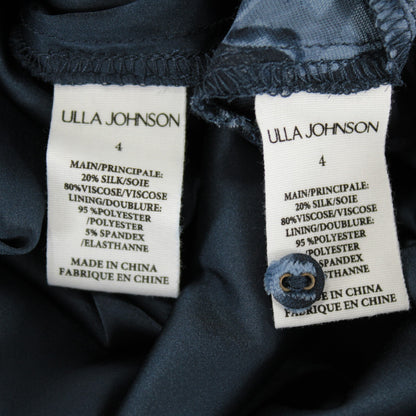 ULLA JOHNSON
4
MAIN/PRINCIPALE:
20% SILK/SOIE
80%VISCOSE/VISCOSE
LINING/DOUBLURE:
95 %POLYESTER
/POLYESTER
5% SPANDEX
/ELASTHANNE
MADE IN CHINA
FABRIQUE EN CHINE
ULLA JOHNSON
4
MAIN/PRINCIPALE:
20% SILK/SOIE
80%VISCOSE/VISCOSE
LINING/DOUBLURE:
95 %POLYESTER
/POLYESTER
5% SPANDEX
/ELASTHANNE
MADE IN CHINA
FABRIQUE EN CHINE